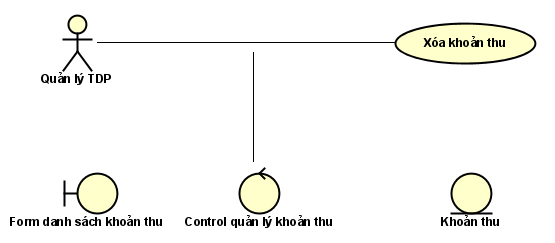 Xóa khoản thu
Quản lý TDP
Form danh sách khoản thu
Control quản lý khoản thu
Khoản thu